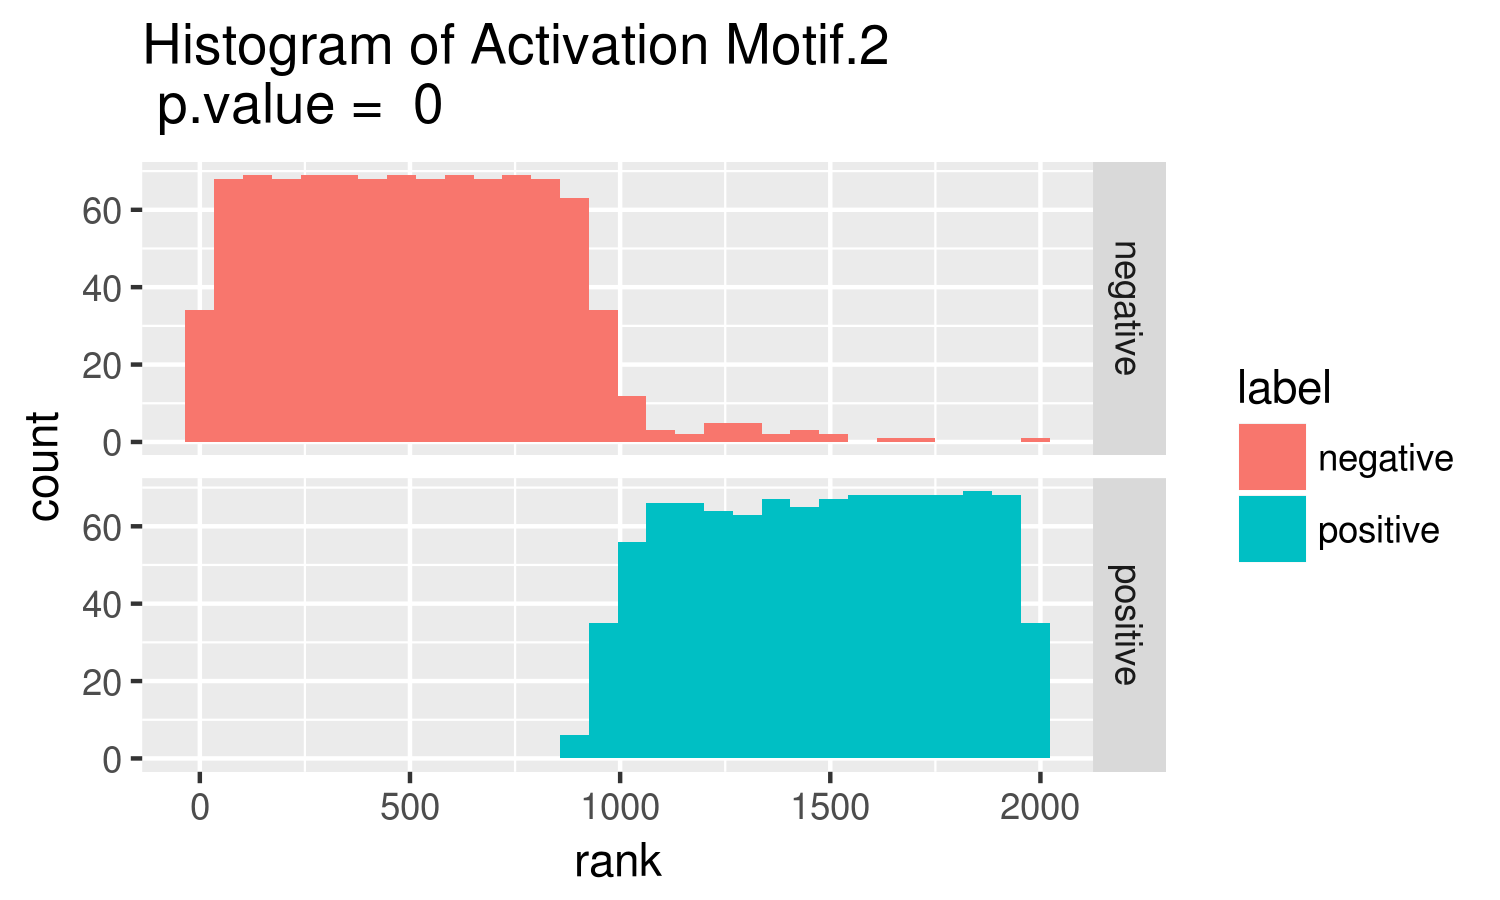 Histogram of Activation Motif.2
p.value = 0
count
60
40
20
0
negative
60
40
20
0
positive
0 500 1000 1500 2000
rank
label
negative
positive